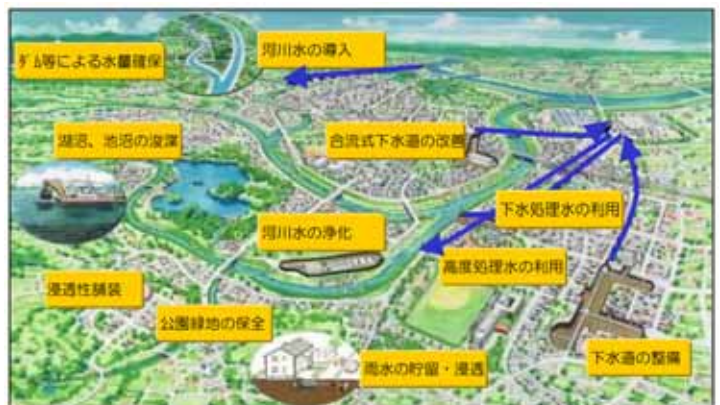 河川水の導入
ダム等による水量確保
湖沼、池沼の浚渫
合流式下水道の改善
下水処理水の利用
河川水の浄化
高度処理水の利用
浸透性舗装
公園緑地の保全
雨水の貯留・浸透
下水道の整備